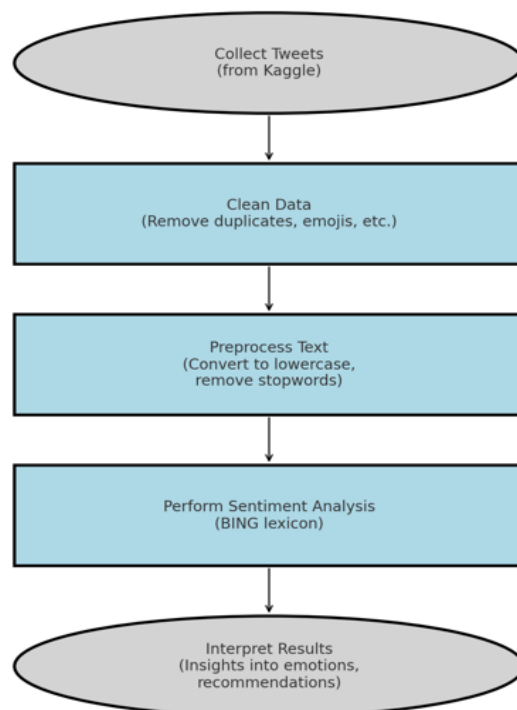 Collect Tweets
(from Kaggle)
Clean Data
(Remove duplicates, emojis, etc.)
Preprocess Text
(Convert to lowercase,
remove stopwords)
Perform Sentiment Analysis
(BING lexicon)
Interpret Results
(Insights into emotions,
recommendations)